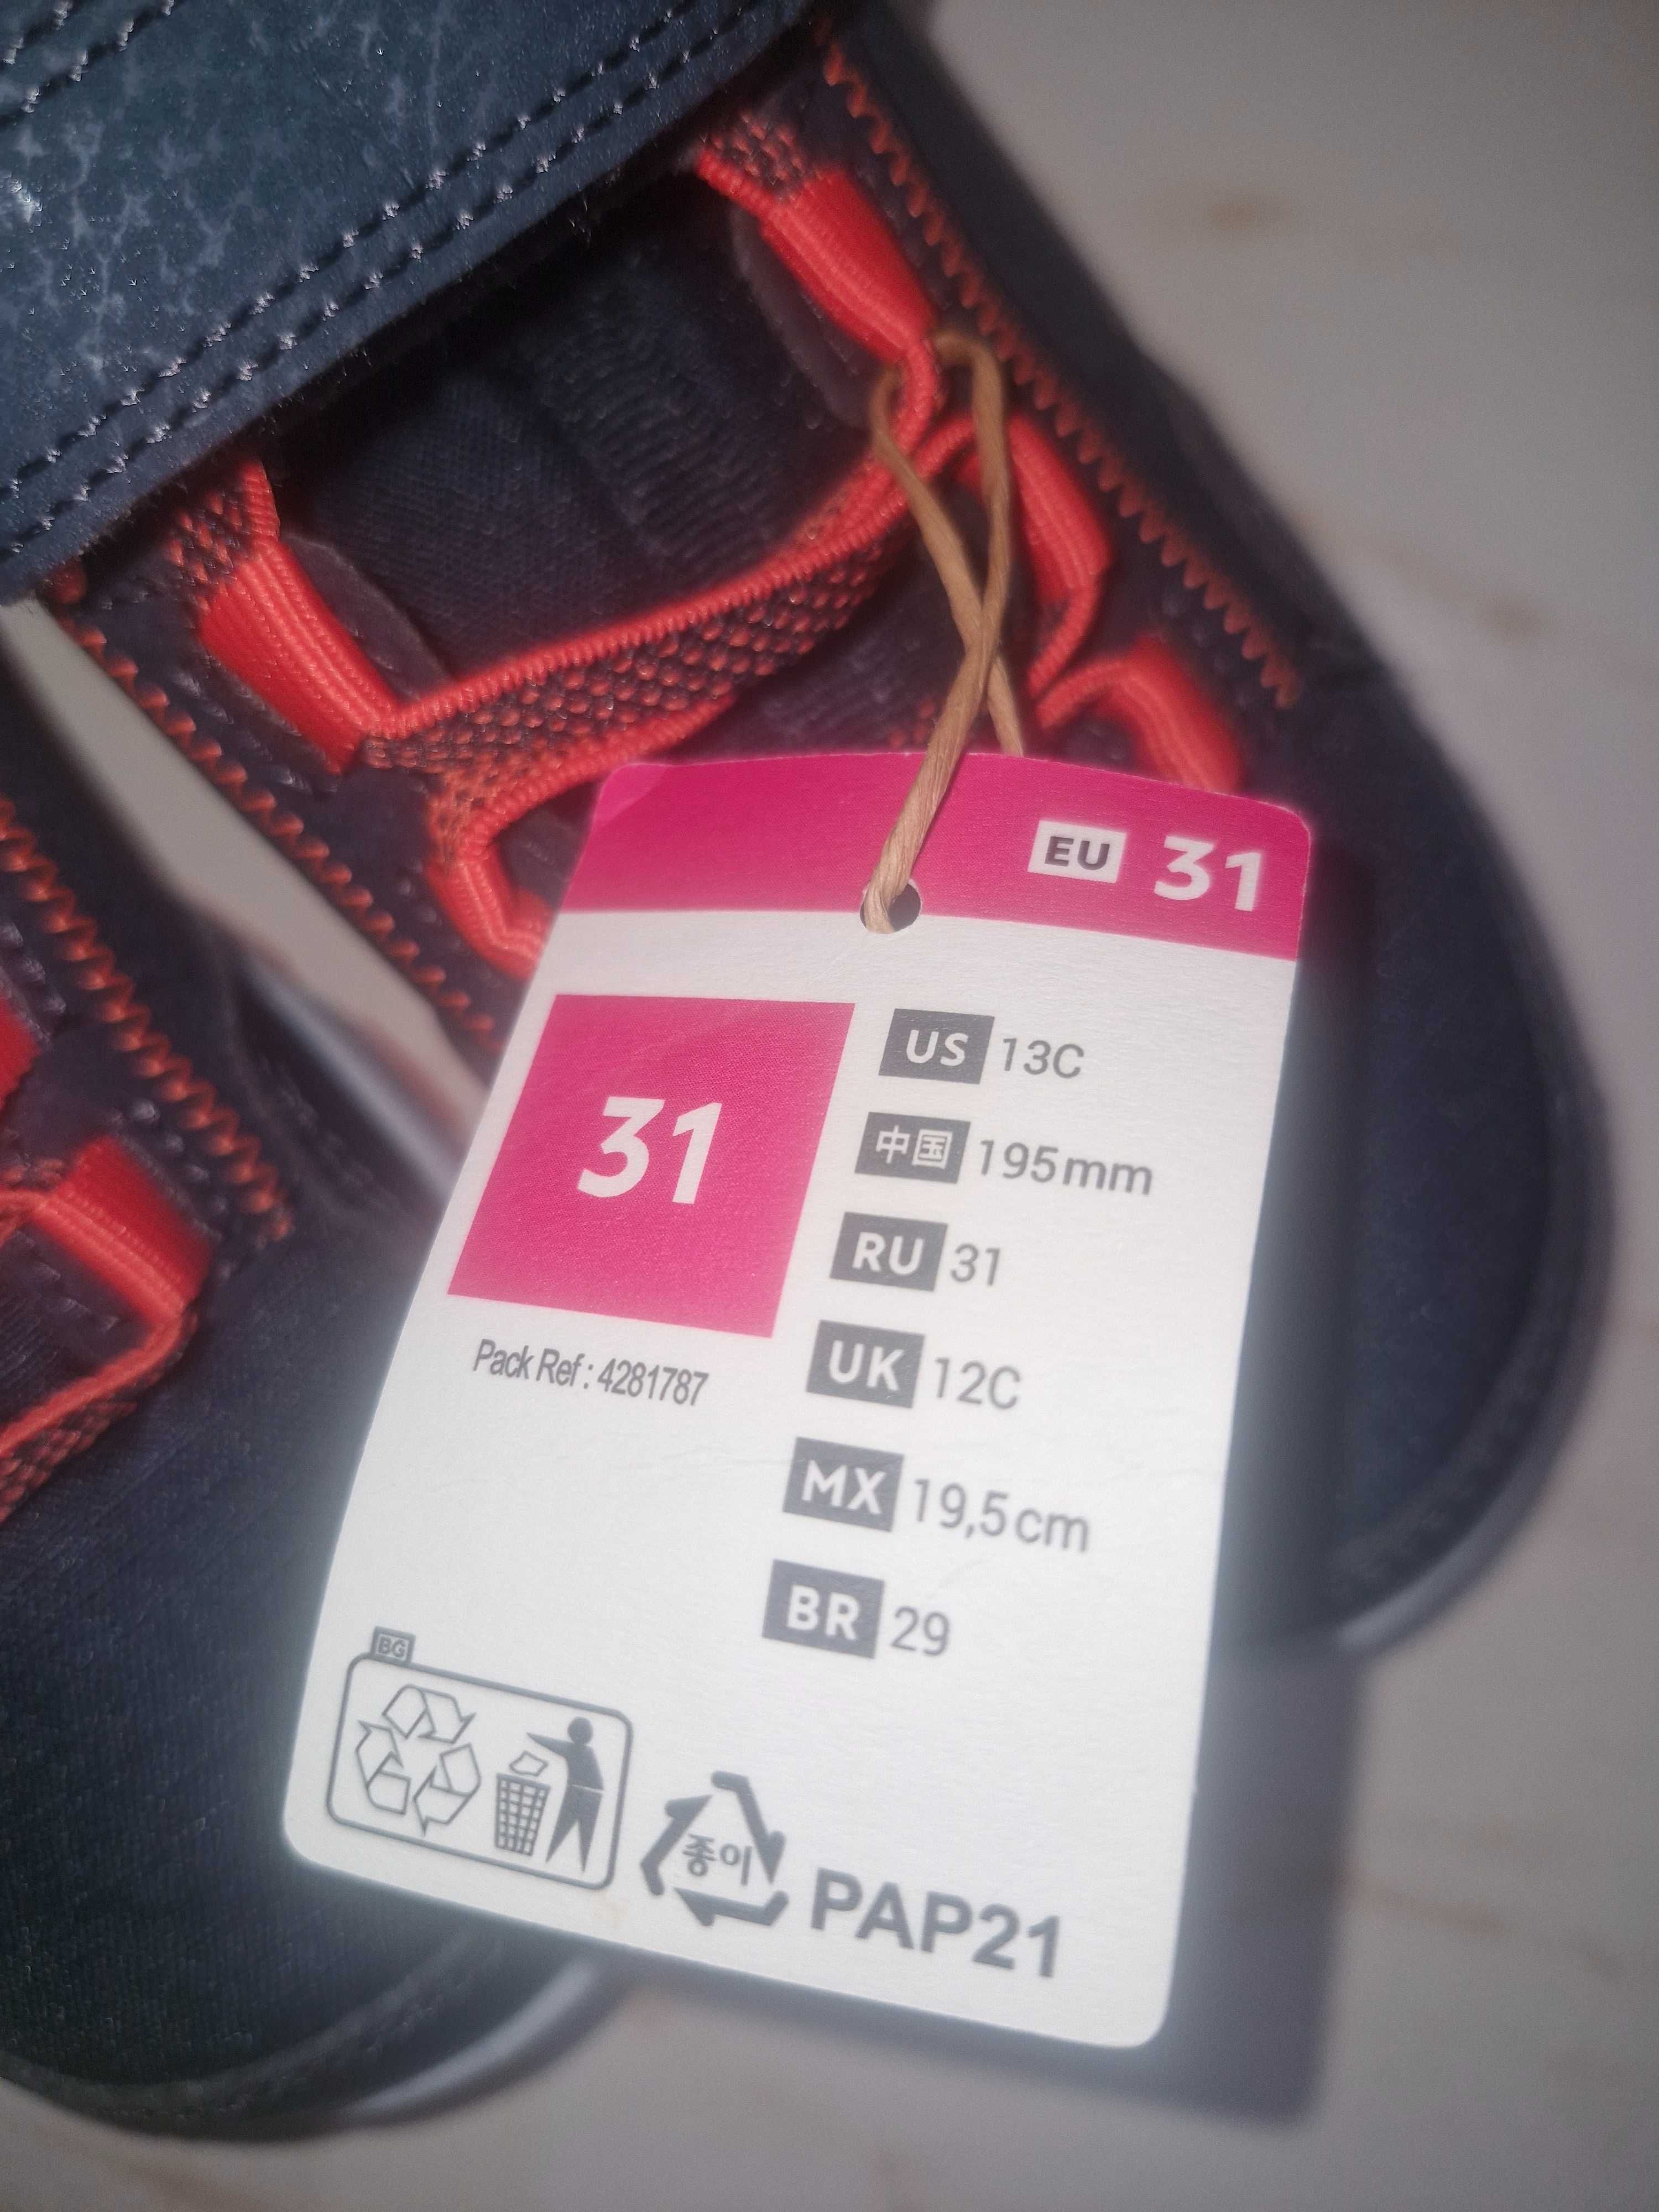 EU 31
31
US 13C
中国 195mm
RU 31
UK 12C
MX 19,5cm
BR 29
Pack Ref : 4281787
BG
종이
PAP21